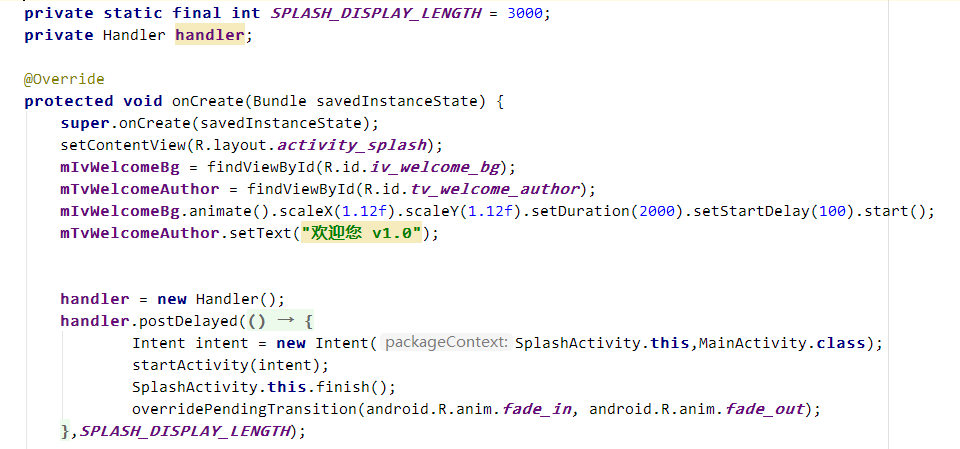 private static final int SPLASH_DISPLAY_LENGTH = 3000;
private Handler handler;
@Override
protected void onCreate(Bundle savedInstanceState) {
super.onCreate(savedInstanceState);
setContentView(R.layout.activity_splash);
mIvWelcomeBg = findViewById(R.id.iv_welcome_bg);
mTvWelcomeAuthor = findViewById(R.id.tv_welcome_author);
mIvWelcomeBg.animate().scaleX(1.12f).scaleY(1.12f).setDuration(2000).setStartDelay(100).start();
mTvWelcomeAuthor.setText("欢迎您 v1.0");
handler = new Handler();
handler.postDelayed(() → {
Intent intent = new Intent( packageContext: SplashActivity.this,MainActivity.class);
startActivity(intent);
SplashActivity.this.finish();
overridePendingTransition(android.R.anim.fade_in, android.R.anim.fade_out);
},SPLASH_DISPLAY_LENGTH);